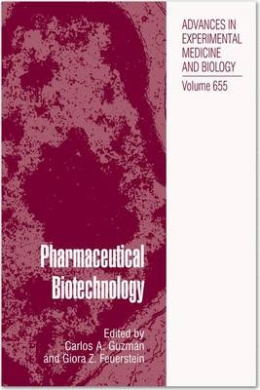 ADVANCES IN
EXPERIMENTAL
MEDICINE
AND BIOLOGY
Volume 655
Pharmaceutical
Biotechnology
Edited by
Carlos A. Guzmán
and Giora Z. Feuerstein